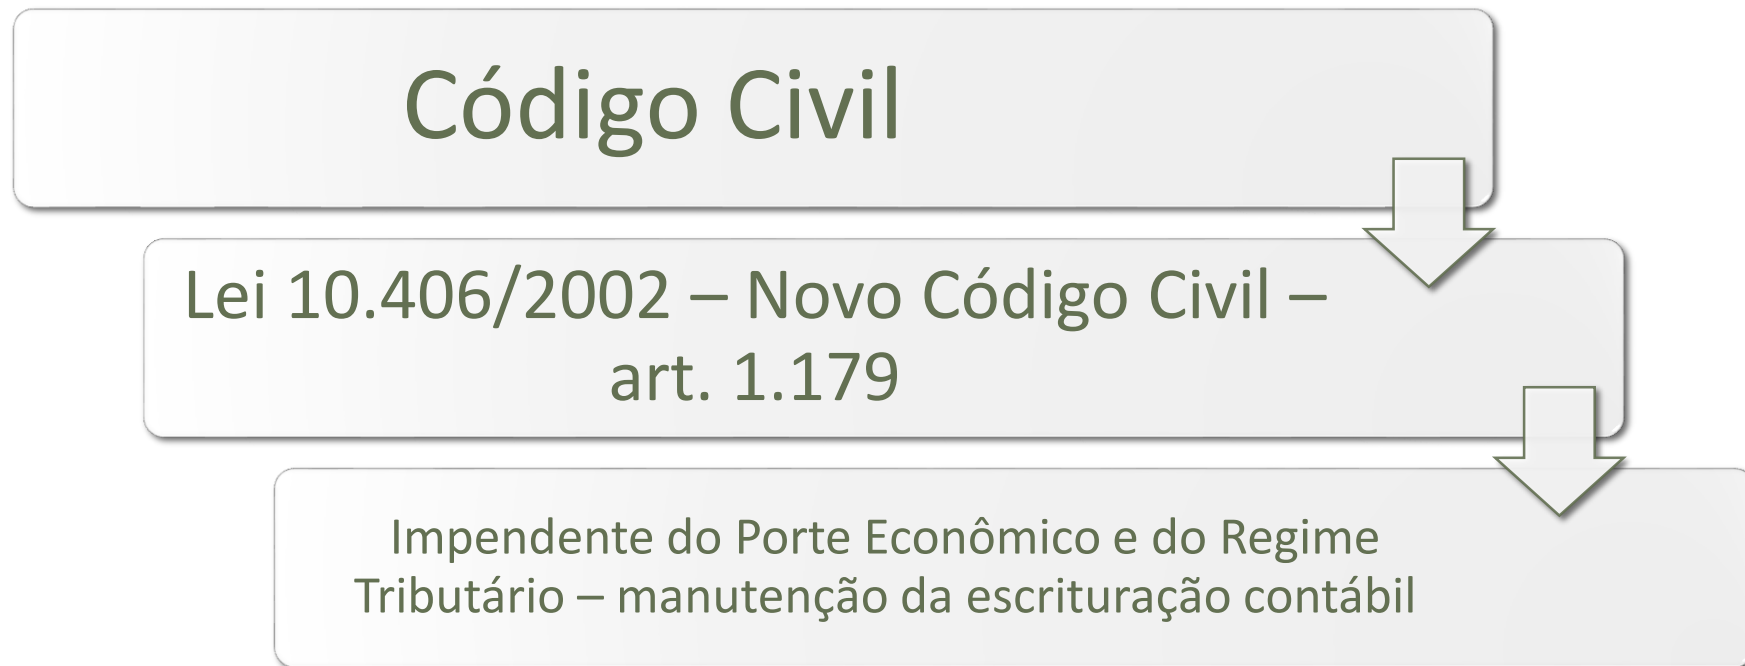 Código Civil
Lei 10.406/2002 – Novo Código Civil –
art. 1.179
Impendente do Porte Econômico e do Regime
Tributário – manutenção da escrituração contábil